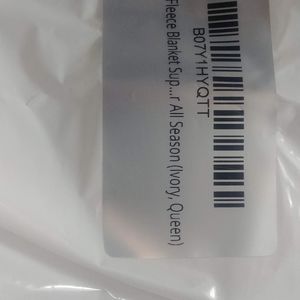 B07Y1HYQTT
Fleece Blanket Sup...r All Season (Ivory, Queen)